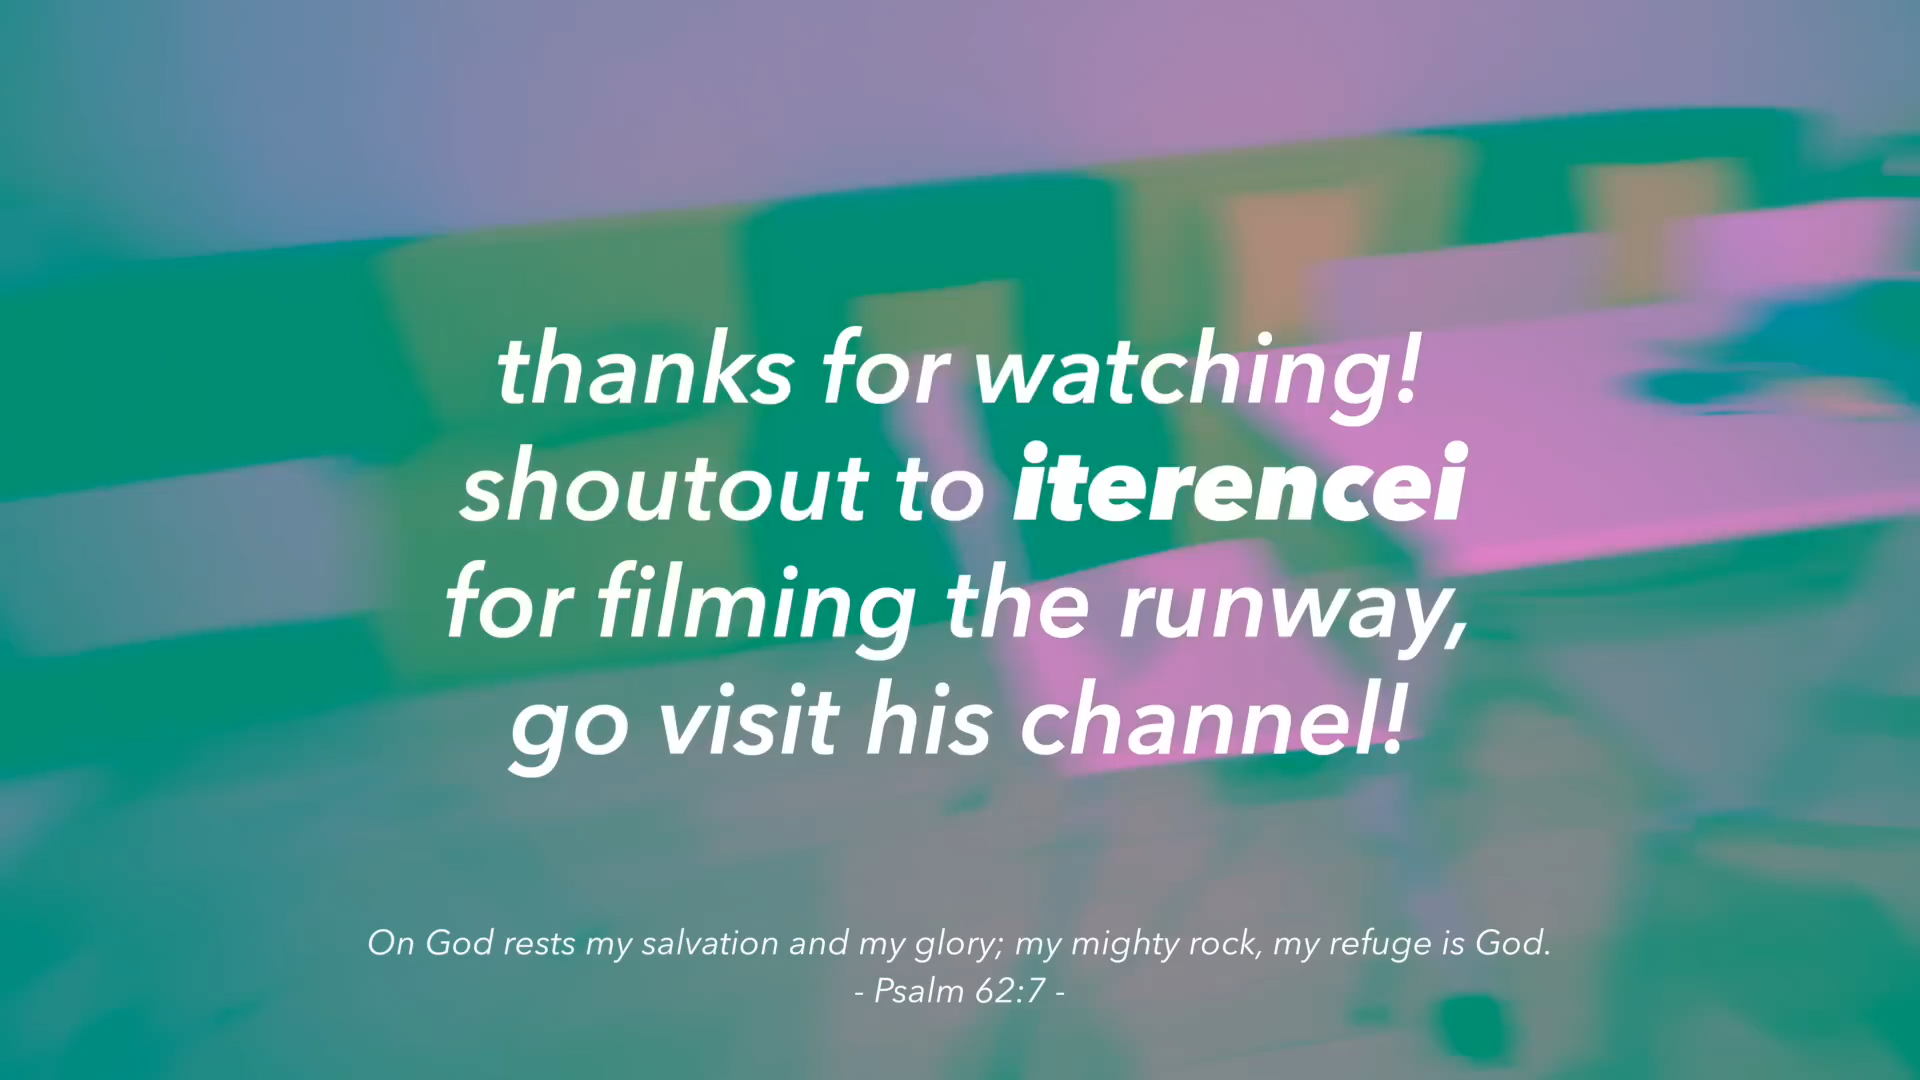 thanks for watching!
shoutout to iterencei
for filming the runway,
go visit his channel!
On God rests my salvation and my glory; my mighty rock, my refuge is God.
- Psalm 62:7 -